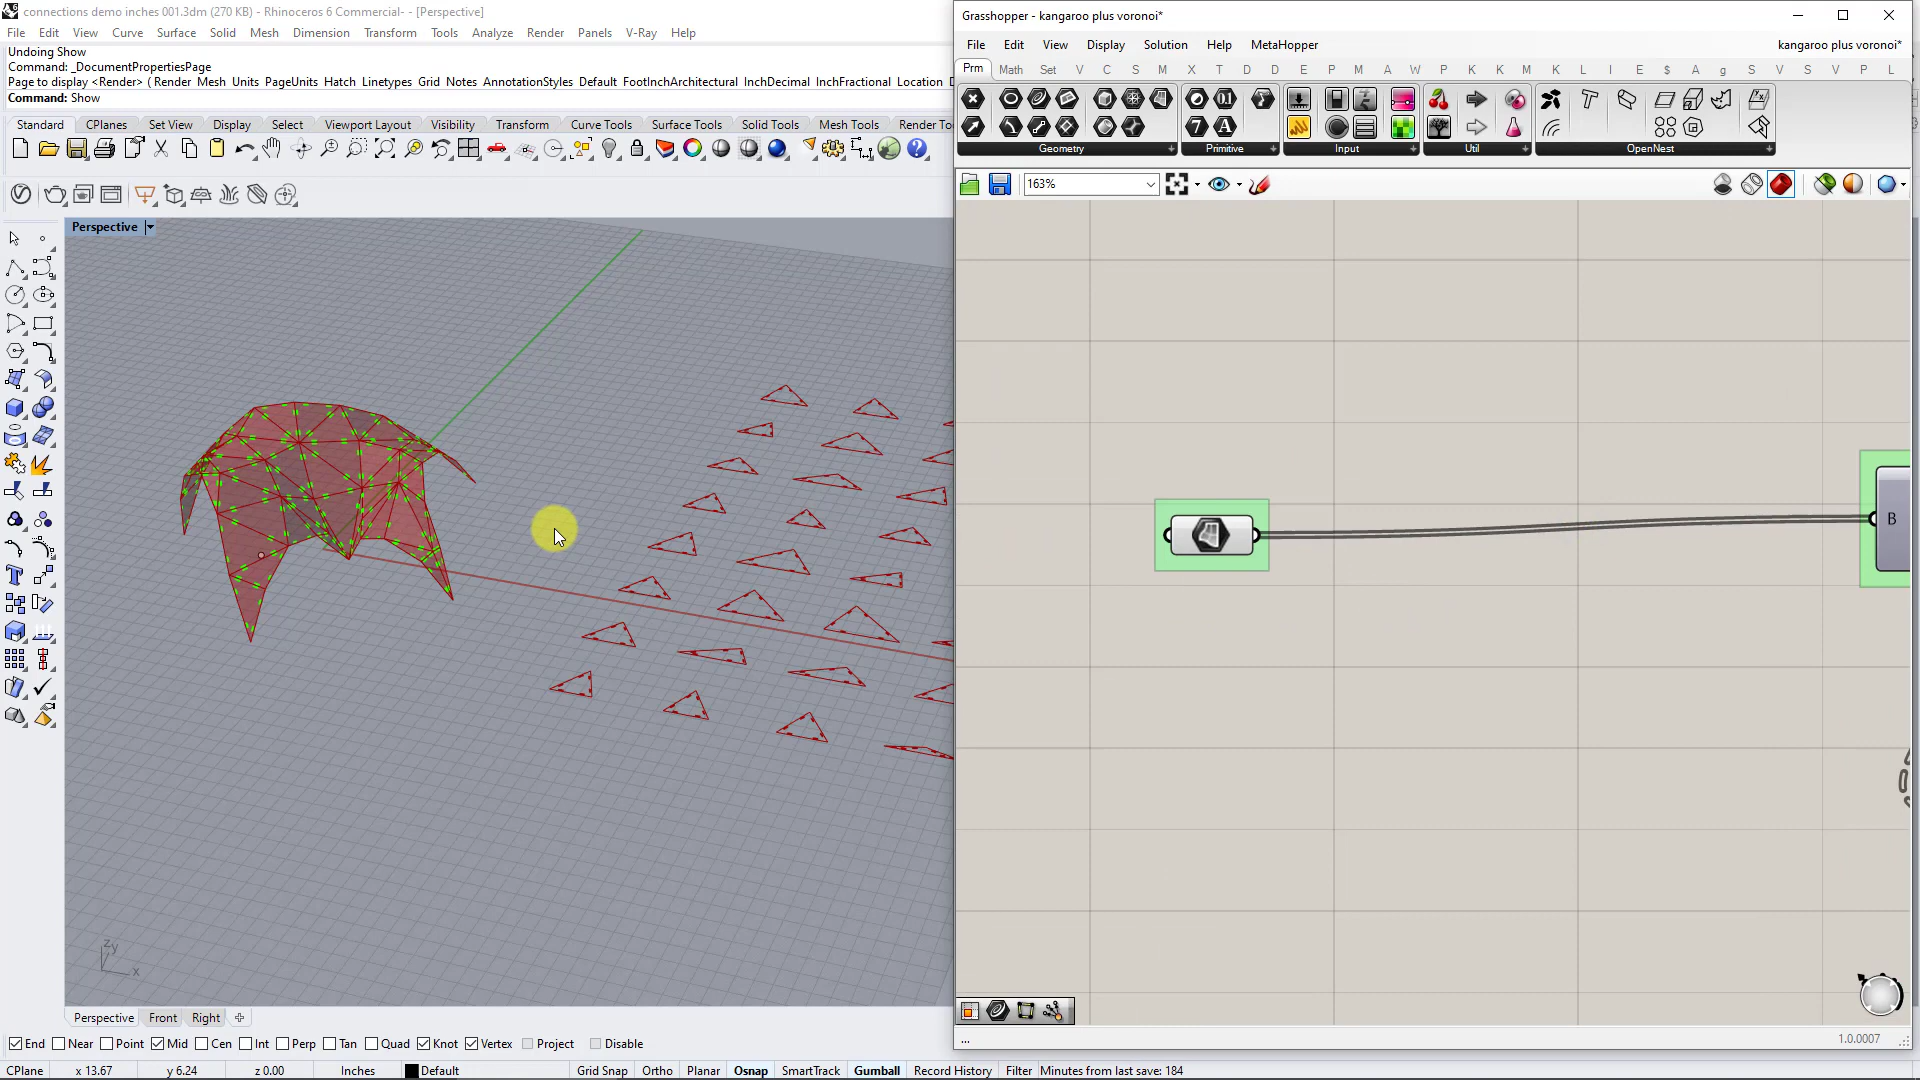 connections demo inches 001.3dm (270 KB) - Rhinoceros 6 Commercial- - [Perspective]
File Edit View Curve Surface Solid Mesh Dimension Transform Tools Analyze Render Panels V-Ray Help
Undoing Show
Command: _DocumentPropertiesPage
Page to display <Render> ( Render Mesh Units PageUnits Hatch Linetypes Grid Notes AnnotationStyles Default FootInchArchitectural InchDecimal InchFractional Location
Command: Show
Standard CPlanes Set View Display Select Viewport Layout Visibility Transform Curve Tools Surface Tools Solid Tools Mesh Tools Render To
Perspective
zy
x
Perspective Front Right
End Near Point Mid Cen Int Perp Tan Quad Knot Vertex Project Disable
CPlane x 13.67 y 6.24 z 0.00 Inches Default Grid Snap Ortho Planar Osnap SmartTrack Gumball Record History Filter Minutes from last save: 184
Grasshopper - kangaroo plus voronoi*
File Edit View Display Solution Help MetaHopper kangaroo plus voronoi*
Prm Math Set V C S M X T D D E P M A W P K K M K L I E $ A g S V S V P L
Geometry Primitive Input Util OpenNest
163%
B
...
1.0.0007